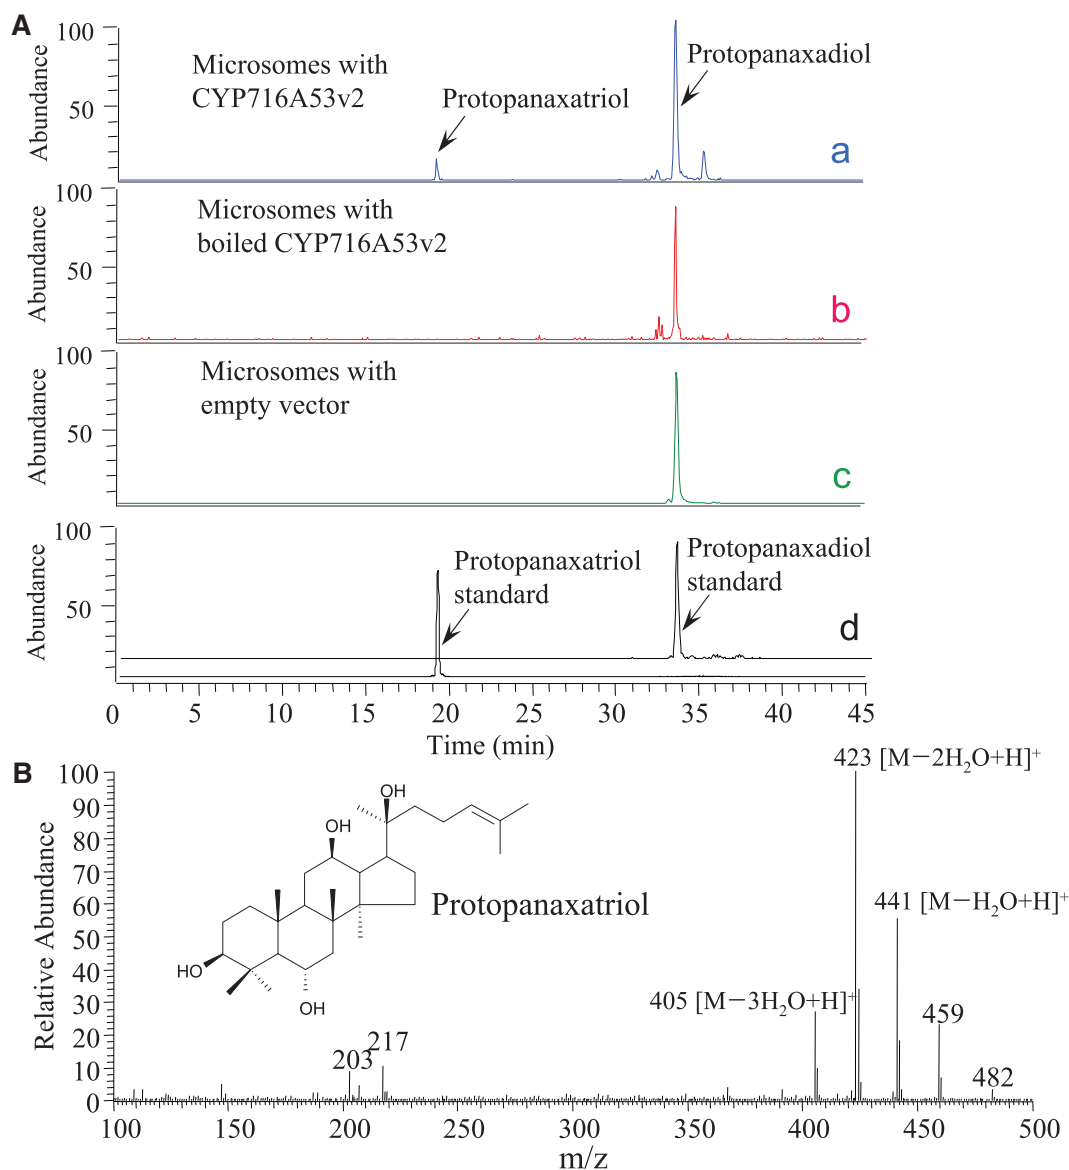 A
100
50
Abundance
Microsomes with
CYP716A53v2
Protopanaxatriol
Protopanaxadiol
a
100
50
Abundance
Microsomes with
boiled CYP716A53v2
b
100
50
Abundance
Microsomes with
empty vector
c
100
50
Abundance
Protopanaxatriol
standard
Protopanaxadiol
standard
d
0 5 10 15 20 25 30 35 40 45
Time (min)
B
423 [M−2H₂O+H]⁺
441 [M−H₂O+H]⁺
405 [M−3H₂O+H]⁺
459
482
217
203
Protopanaxatriol
OH
OH
HO
OH
100
90
80
70
60
50
40
30
20
10
0
Relative Abundance
100 150 200 250 300 350 400 450 500
m/z